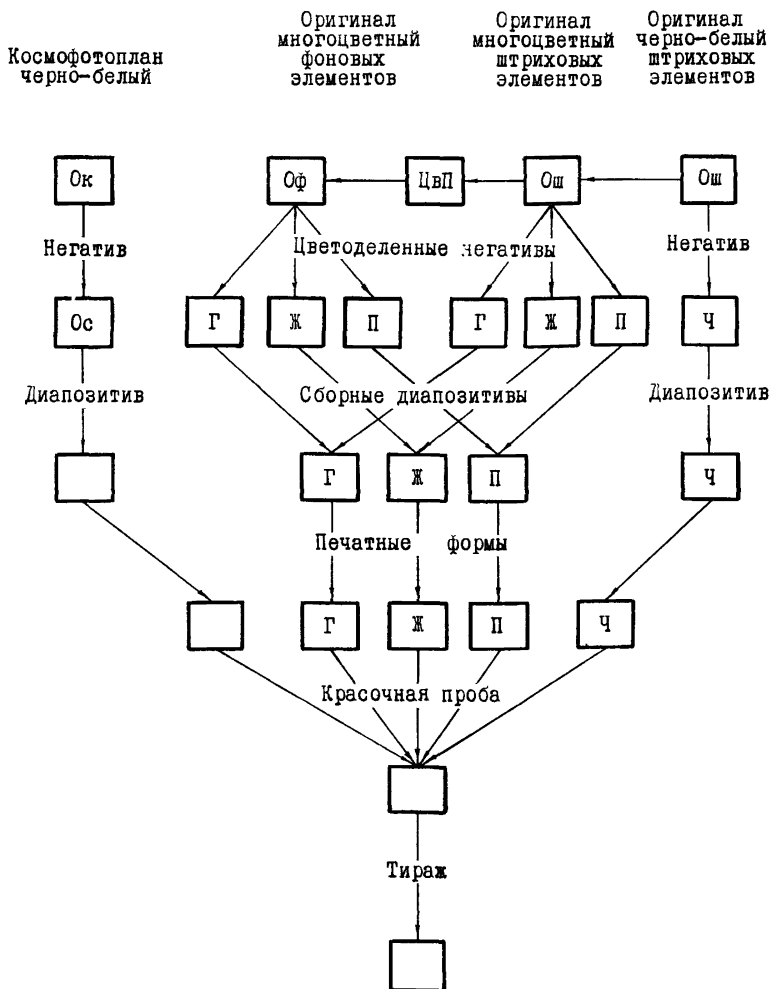 Космофотоплан
черно-белый
Оригинал
многоцветный
фоновых
элементов
Оригинал
многоцветный
штриховых
элементов
Оригинал
черно-белый
штриховых
элементов
Ок
Оф
ЦвП
Ош
Ош
Негатив
Цветоделенные негативы
Негатив
Ос
Г
Ж
П
Г
Ж
П
Ч
Диапозитив
Сборные диапозитивы
Диапозитив
Г
Ж
П
Ч
Печатные формы
Г
Ж
П
Ч
Красочная проба
Тираж